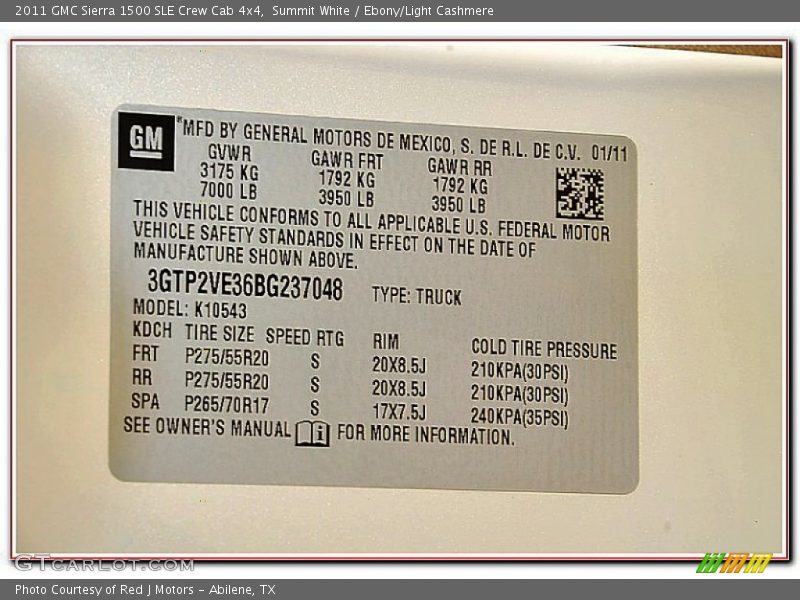 2011 GMC Sierra 1500 SLE Crew Cab 4x4, Summit White / Ebony/Light Cashmere
GM
*MFD BY GENERAL MOTORS DE MEXICO, S. DE R.L. DE C.V. 01/11
GVWR GAWR FRT GAWR RR
3175 KG 1792 KG 1792 KG
7000 LB 3950 LB 3950 LB
THIS VEHICLE CONFORMS TO ALL APPLICABLE U.S. FEDERAL MOTOR
VEHICLE SAFETY STANDARDS IN EFFECT ON THE DATE OF
MANUFACTURE SHOWN ABOVE.
3GTP2VE36BG237048 TYPE: TRUCK
MODEL: K10543
KDCH TIRE SIZE SPEED RTG RIM COLD TIRE PRESSURE
FRT P275/55R20 S 20X8.5J 210KPA(30PSI)
RR P275/55R20 S 20X8.5J 210KPA(30PSI)
SPA P265/70R17 S 17X7.5J 240KPA(35PSI)
SEE OWNER'S MANUAL i FOR MORE INFORMATION.
GTcarlot.com
Photo Courtesy of Red J Motors - Abilene, TX